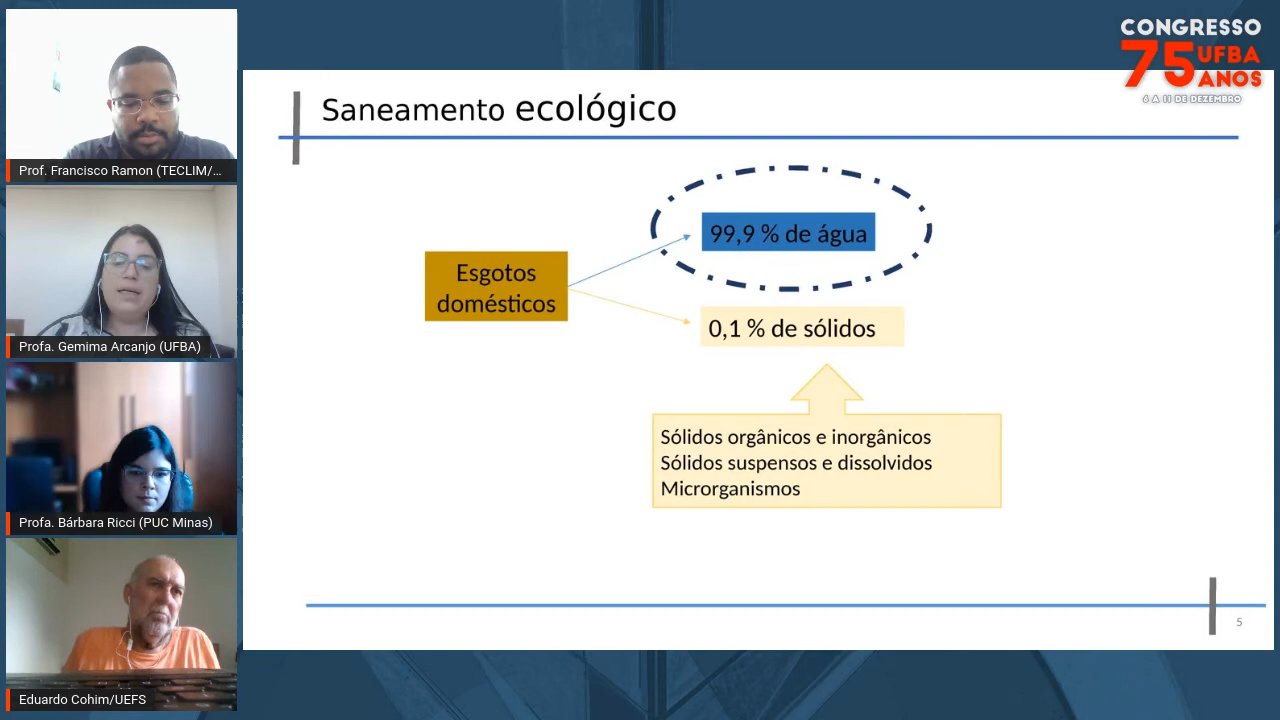 CONGRESSO
75 UFBA
ANOS
6 A 11 DE DEZEMBRO
Saneamento ecológico
99,9 % de água
Esgotos
domésticos
0,1 % de sólidos
Sólidos orgânicos e inorgânicos
Sólidos suspensos e dissolvidos
Microrganismos
5
Prof. Francisco Ramon (TECLIM/...
Profa. Gemima Arcanjo (UFBA)
Profa. Bárbara Ricci (PUC Minas)
Eduardo Cohim/UEFS